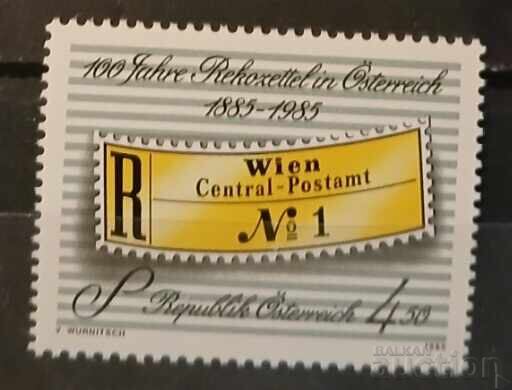 100 Jahre Rekozettel in Österreich
1885-1985
R
Wien
Central-Postamt
No 1
S Republik Österreich 4.50
V. WURNITSCH 1985
BALKAN
auction